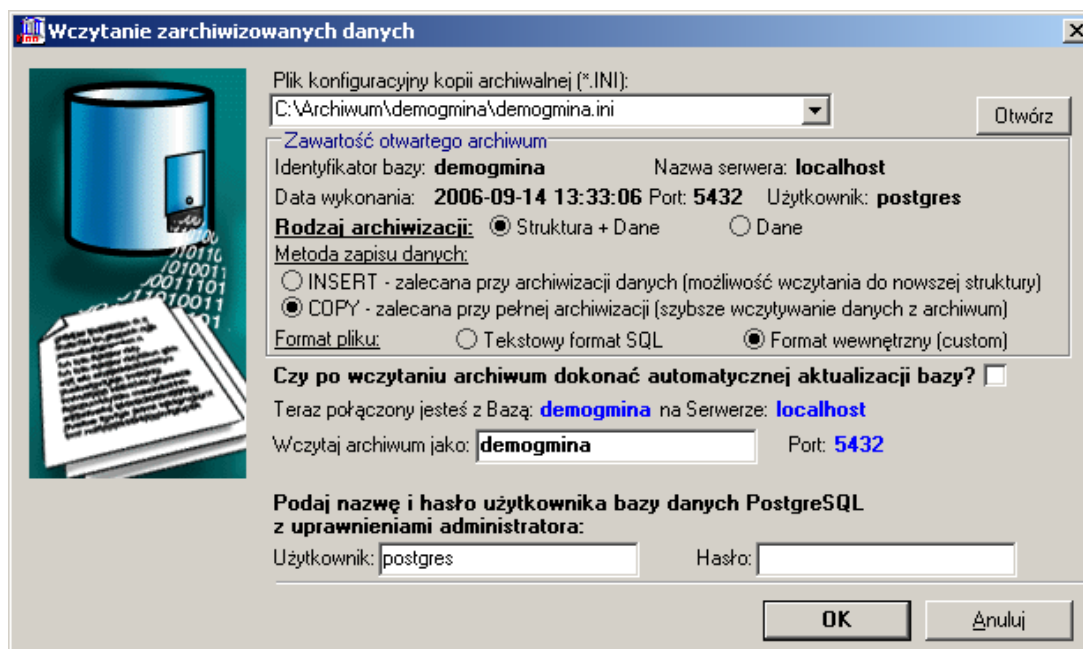 Wczytanie zarchiwizowanych danych
Plik konfiguracyjny kopii archiwalnej (*.INI):
C:\Archiwum\demogmina\demogmina.ini
Otwórz
Zawartość otwartego archiwum
Identyfikator bazy: demogmina Nazwa serwera: localhost
Data wykonania: 2006-09-14 13:33:06 Port: 5432 Użytkownik: postgres
Rodzaj archiwizacji: Struktura + Dane Dane
Metoda zapisu danych:
INSERT - zalecana przy archiwizacji danych (możliwość wczytania do nowszej struktury)
COPY - zalecana przy pełnej archiwizacji (szybsze wczytywanie danych z archiwum)
Format pliku: Tekstowy format SQL Format wewnętrzny (custom)
Czy po wczytaniu archiwum dokonać automatycznej aktualizacji bazy?
Teraz połączony jesteś z Bazą: demogmina na Serwerze: localhost
Wczytaj archiwum jako: demogmina Port: 5432
Podaj nazwę i hasło użytkownika bazy danych PostgreSQL
z uprawnieniami administratora:
Użytkownik: postgres Hasło:
OK Anuluj